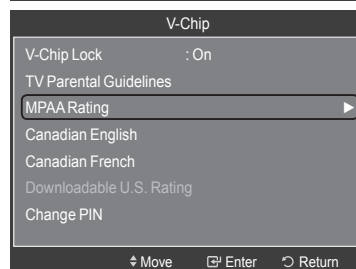 V-Chip
V-Chip Lock : On
TV Parental Guidelines
MPAA Rating
Canadian English
Canadian French
Downloadable U.S. Rating
Change PIN
Move Enter Return